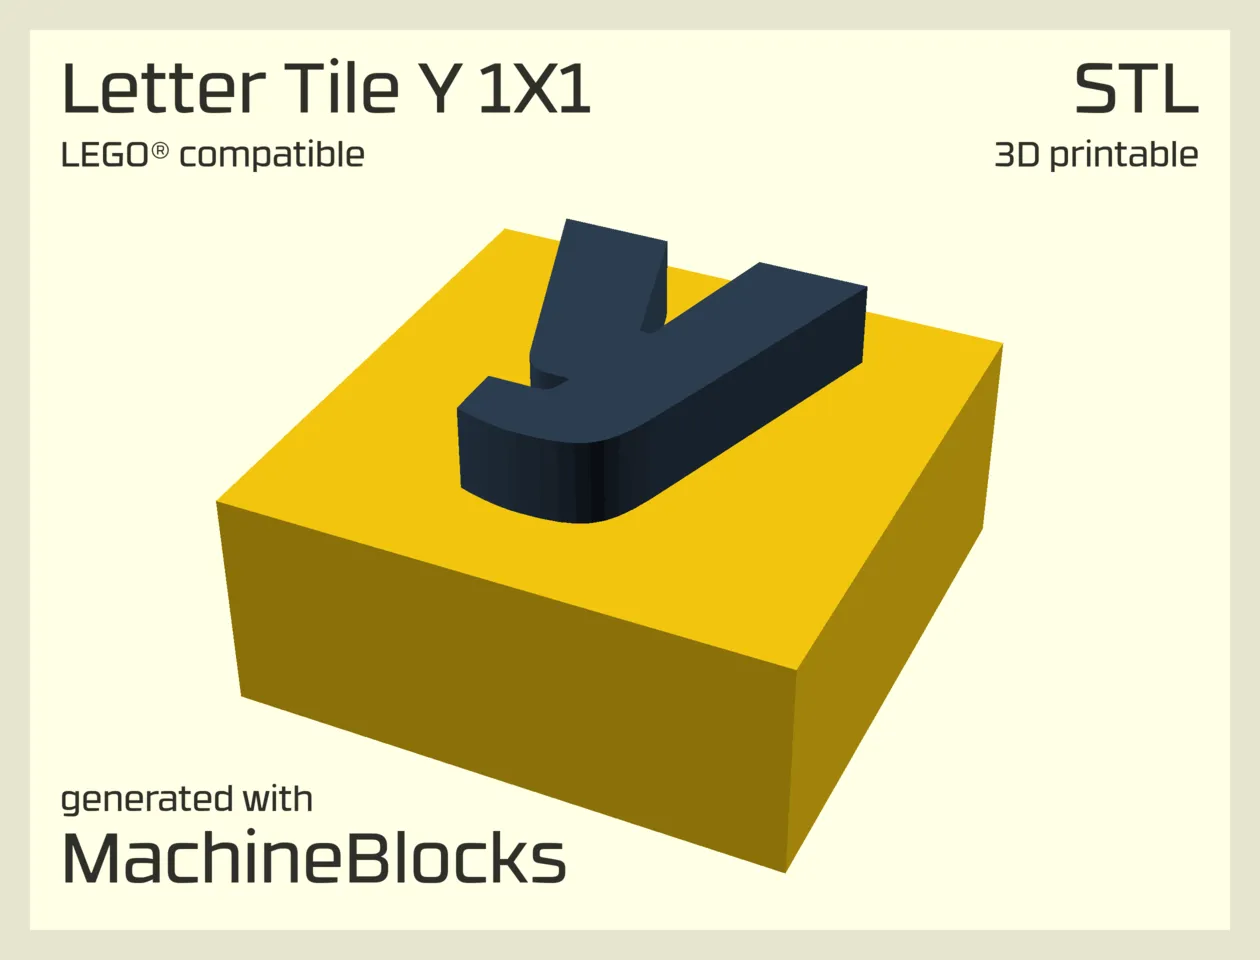 Letter Tile Y 1X1
LEGO® compatible
STL
3D printable
y
generated with
MachineBlocks